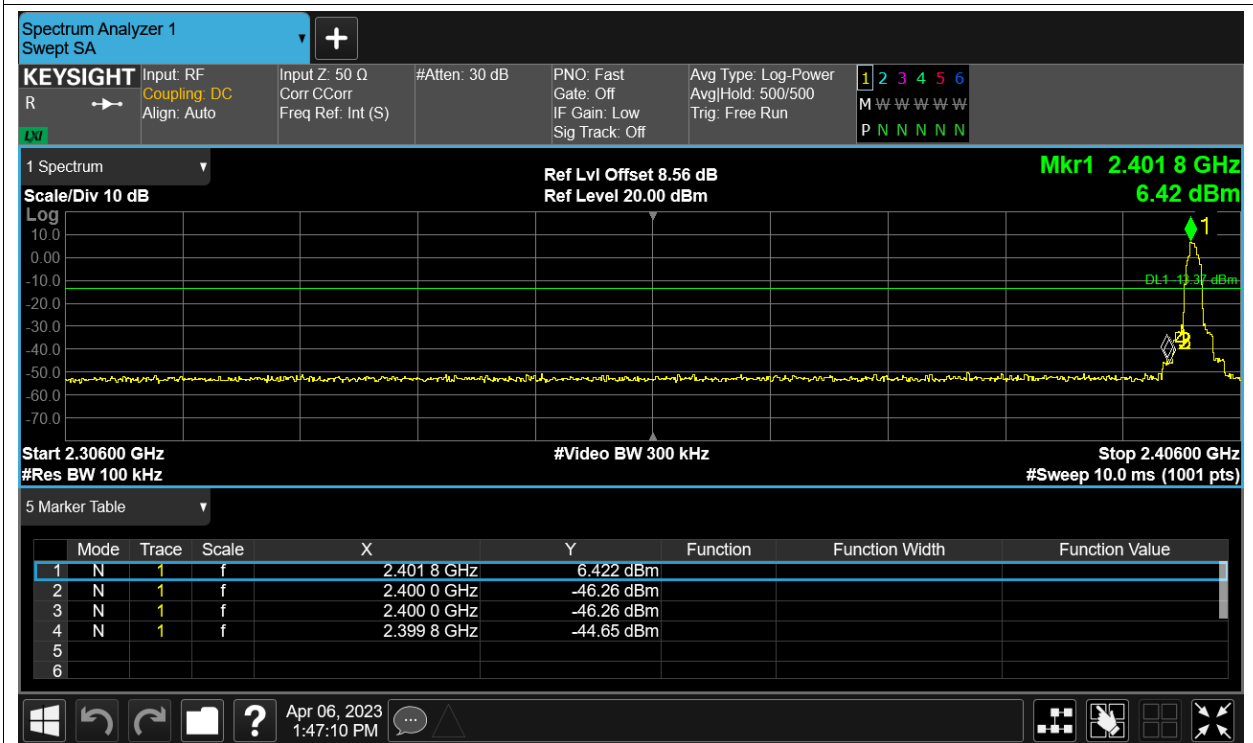 Spectrum Analyzer 1
Swept SA
KEYSIGHT Input: RF Input Z: 50 Ω #Atten: 30 dB PNO: Fast Avg Type: Log-Power 1 2 3 4 5 6
R Coupling: DC Corr CCorr Gate: Off Avg|Hold: 500/500 M W W W W W
Align: Auto Freq Ref: Int (S) IF Gain: Low Trig: Free Run
LXI Sig Track: Off P N N N N N
1 Spectrum Ref Lvl Offset 8.56 dB Mkr1 2.401 8 GHz
Scale/Div 10 dB Ref Level 20.00 dBm 6.42 dBm
Log
1
10.0
0.00
-10.0 DL1 -13.37 dBm
-20.0
-30.0
-40.0
-50.0
-60.0
-70.0
Start 2.30600 GHz #Video BW 300 kHz Stop 2.40600 GHz
#Res BW 100 kHz #Sweep 10.0 ms (1001 pts)
5 Marker Table
Mode Trace Scale X Y Function Function Width Function Value
1 N 1 f 2.401 8 GHz 6.422 dBm
2 N 1 f 2.400 0 GHz -46.26 dBm
3 N 1 f 2.400 0 GHz -46.26 dBm
4 N 1 f 2.399 8 GHz -44.65 dBm
5
6
? Apr 06, 2023
1:47:10 PM